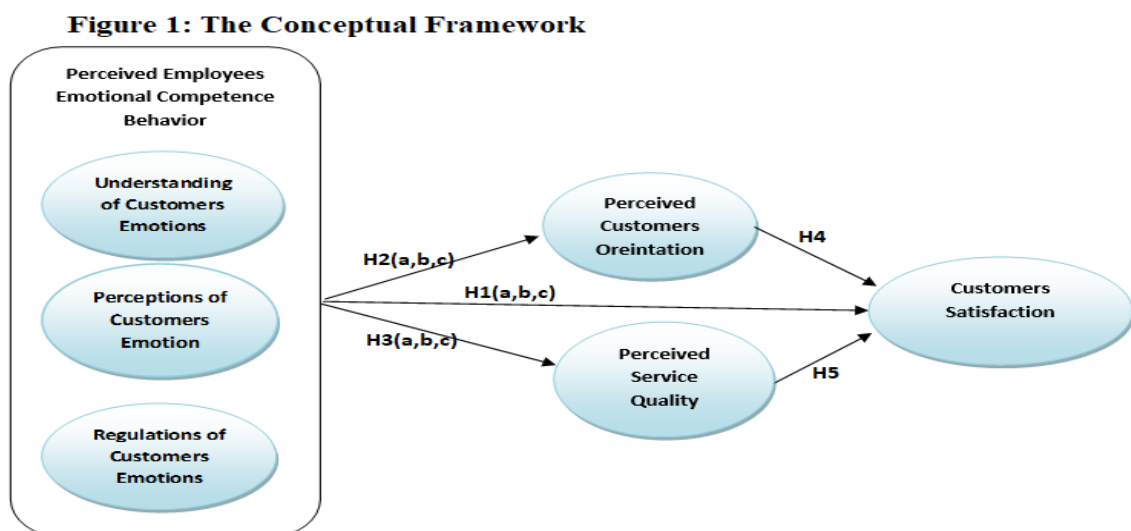 Figure 1: The Conceptual Framework
Perceived Employees
Emotional Competence
Behavior
Understanding
of Customers
Emotions
Perceptions of
Customers
Emotion
Regulations of
Customers
Emotions
H2(a,b,c)
H1(a,b,c)
H3(a,b,c)
Perceived
Customers
Oreintation
Perceived
Service
Quality
H4
H5
Customers
Satisfaction